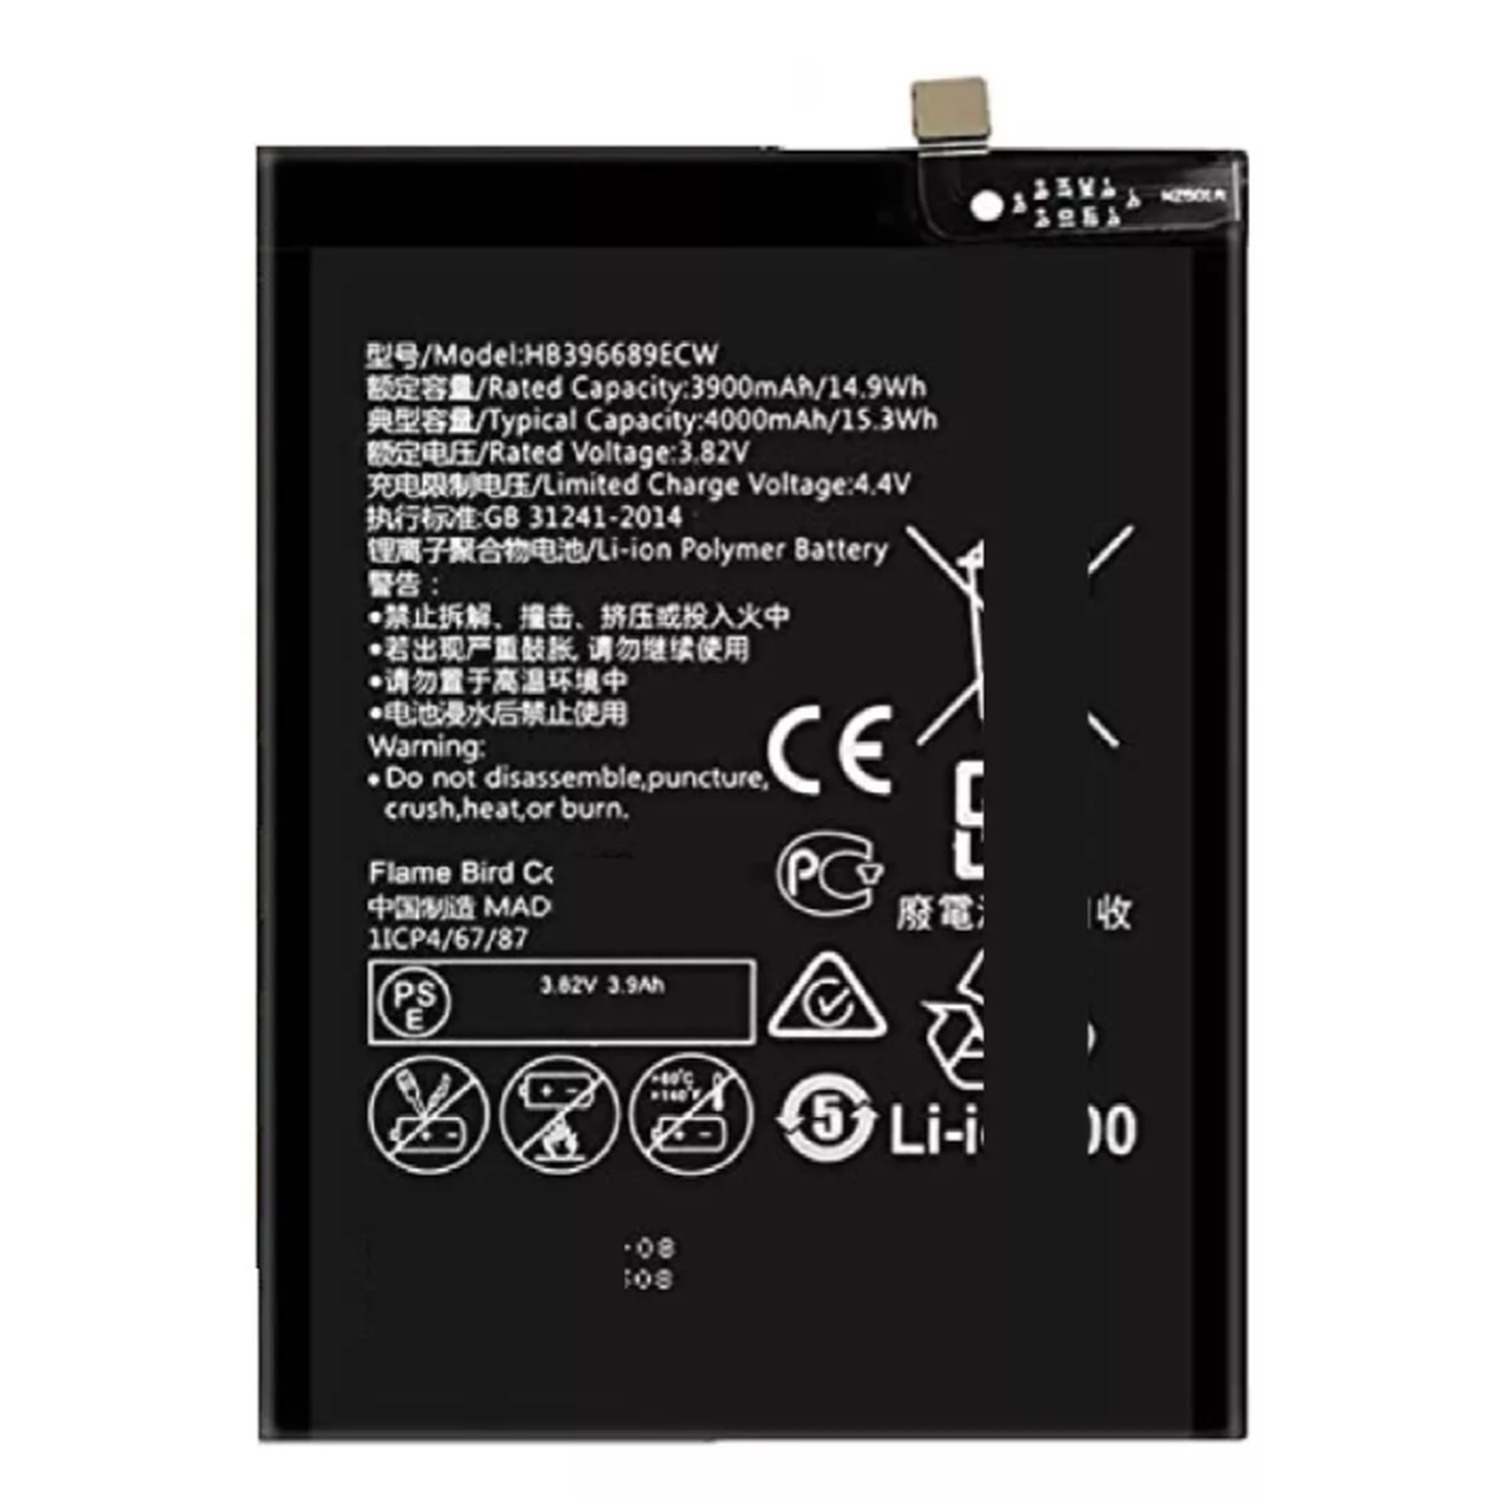 型号/Model:HB396689ECW
额定容量/Rated Capacity:3900mAh/14.9Wh
典型容量/Typical Capacity:4000mAh/15.3Wh
额定电压/Rated Voltage:3.82V
充电限制电压/Limited Charge Voltage:4.4V
执行标准:GB 31241-2014
锂离子聚合物电池/Li-ion Polymer Battery
警告：
•禁止拆解、撞击、挤压或投入火中
•若出现严重鼓胀, 请勿继续使用
•请勿置于高温环境中
•电池浸水后禁止使用
Warning:
•Do not disassemble,puncture,
crush,heat,or burn.
CE
Flame Bird
中国制造 MAD
1ICP4/67/87
廢電 收
PSE
3.82V 3.9Ah
+60°C
+140°F
5
Li-i 00
08
08